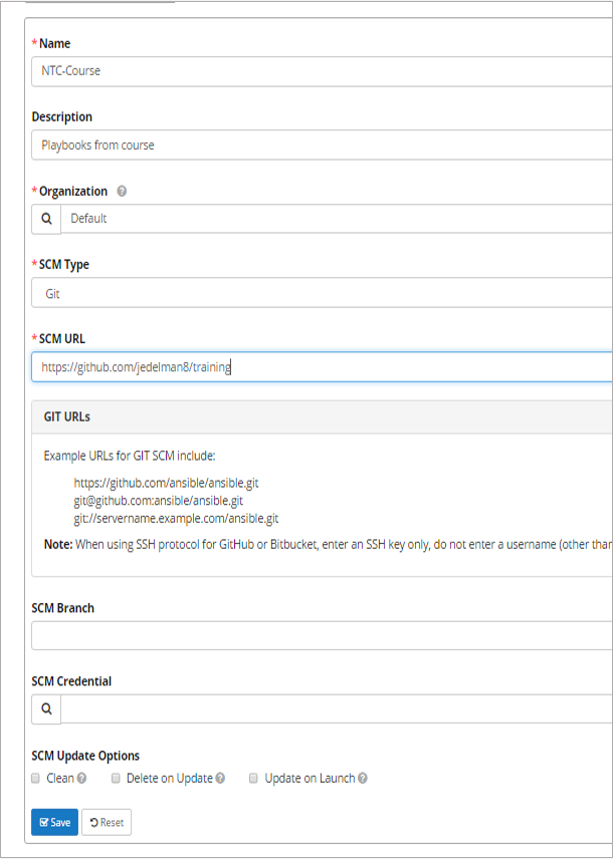 * Name
NTC-Course
Description
Playbooks from course
* Organization
Default
* SCM Type
Git
* SCM URL
https://github.com/jedelman8/training
GIT URLs
Example URLs for GIT SCM include:
https://github.com/ansible/ansible.git
git@github.com:ansible/ansible.git
git://servername.example.com/ansible.git
Note: When using SSH protocol for GitHub or Bitbucket, enter an SSH key only, do not enter a username (other than
SCM Branch
SCM Credential
SCM Update Options
Clean Delete on Update Update on Launch
Save Reset